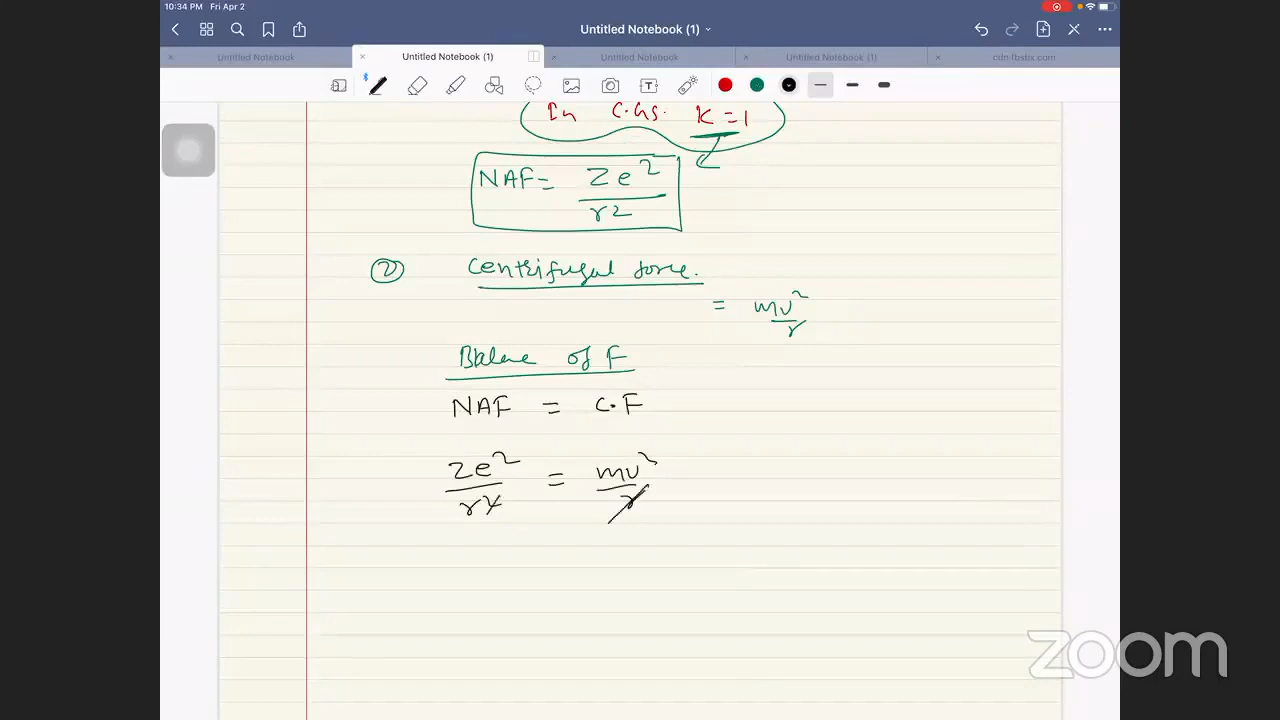 10:34 PM Fri Apr 2
Untitled Notebook (1)
Untitled Notebook Untitled Notebook (1) Untitled Notebook (1) Untitled Notebook (1) cdn.fbsbx.com
In C.G.S. K = 1
NAF = Ze² / r²
② Centrifugal force.
= mv² / r
Balance of F
NAF = C.F
Ze² / r² = mv² / r
zoom